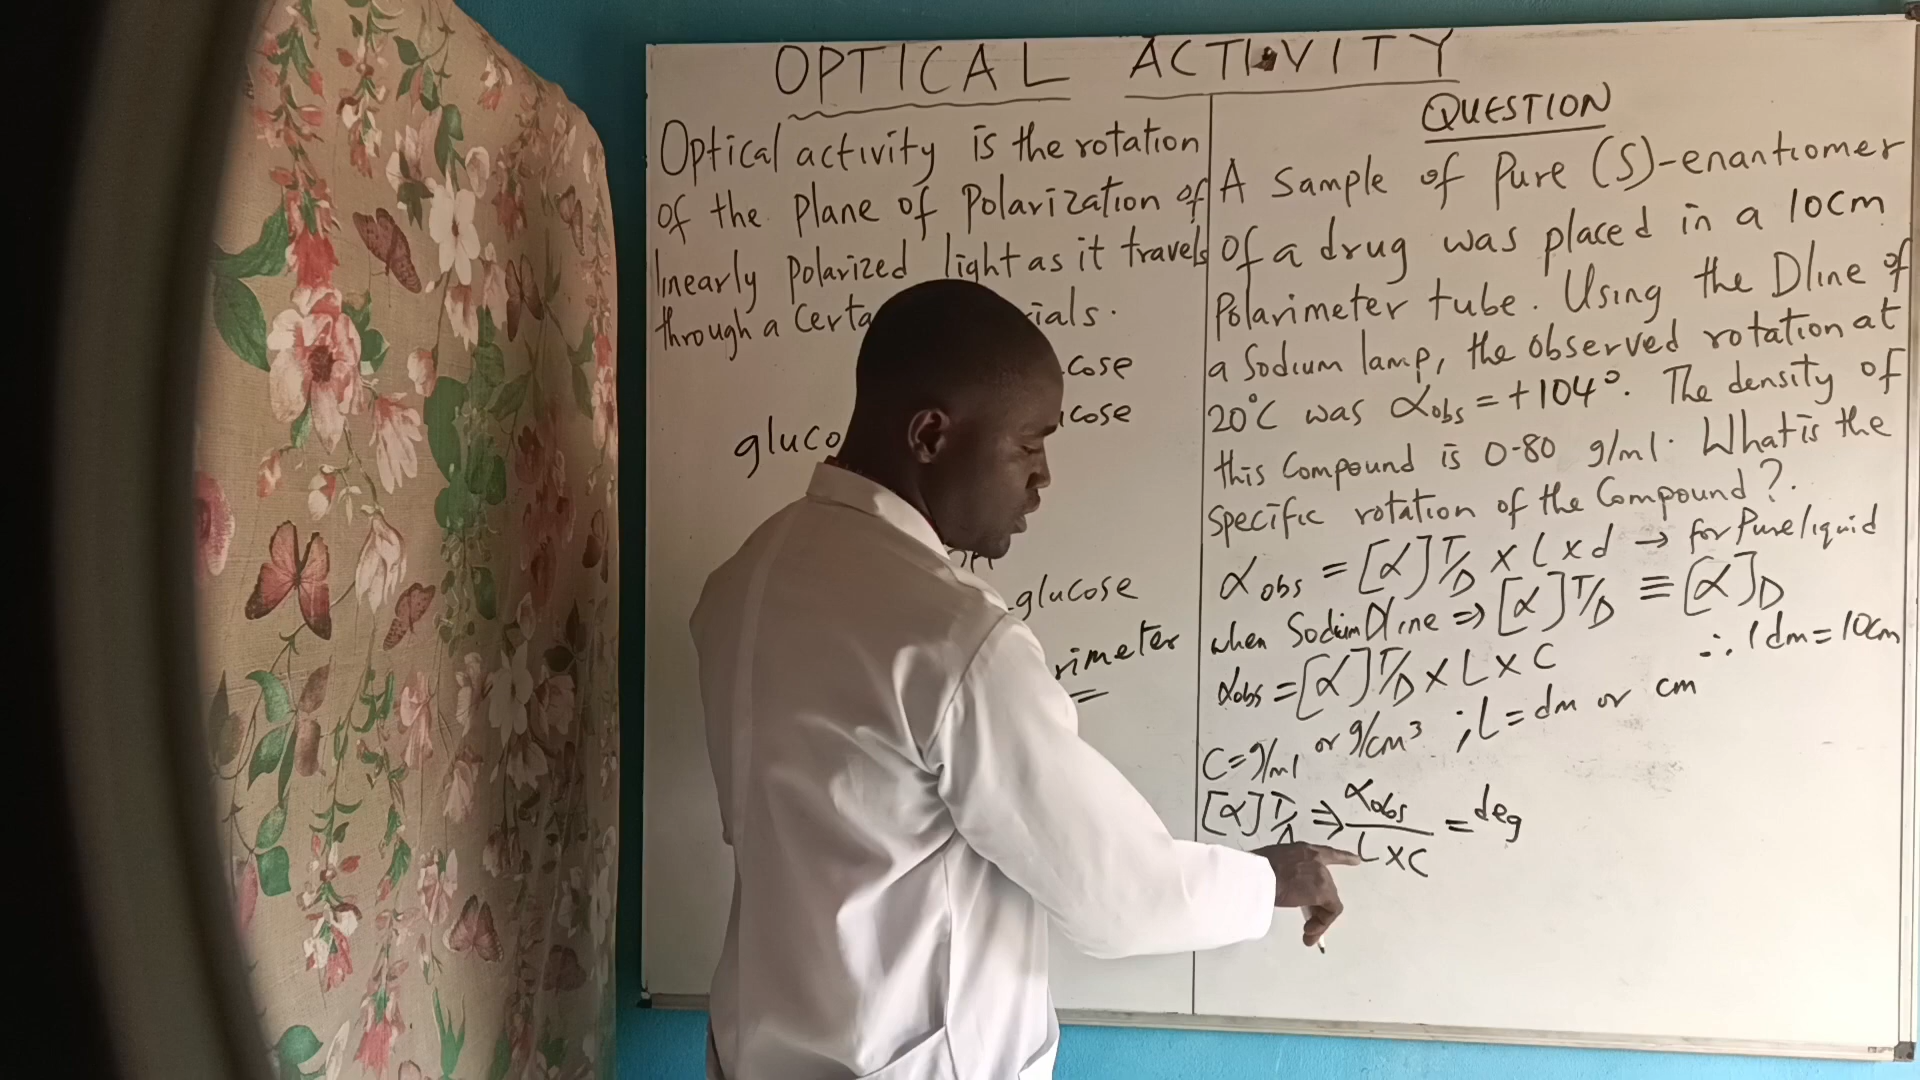 OPTICAL ACTIVITY
Optical activity is the rotation
of the plane of Polarization of
linearly Polarized light as it travels
through a
cose
cose
glucose
rimeter
QUESTION
A Sample of Pure (S)-enantiomer
of a drug was placed in a 10cm
Polarimeter tube. Using the Dline of
a Sodium lamp, the observed rotation at
20°C was αobs = +104°. The density of
this Compound is 0.80 g/ml. What is the
Specific rotation of the Compound?.
αobs = [α]T/D x L x d → for Pure/liquid
when Sodium Dline ⇒ [α]T/D ≡ [α]D
∴ 1dm = 10cm
αobs = [α]T/D x L x C
C = g/ml or g/cm³ ; L = dm or cm
[α]T/ ⇒ αobs / L x C = deg